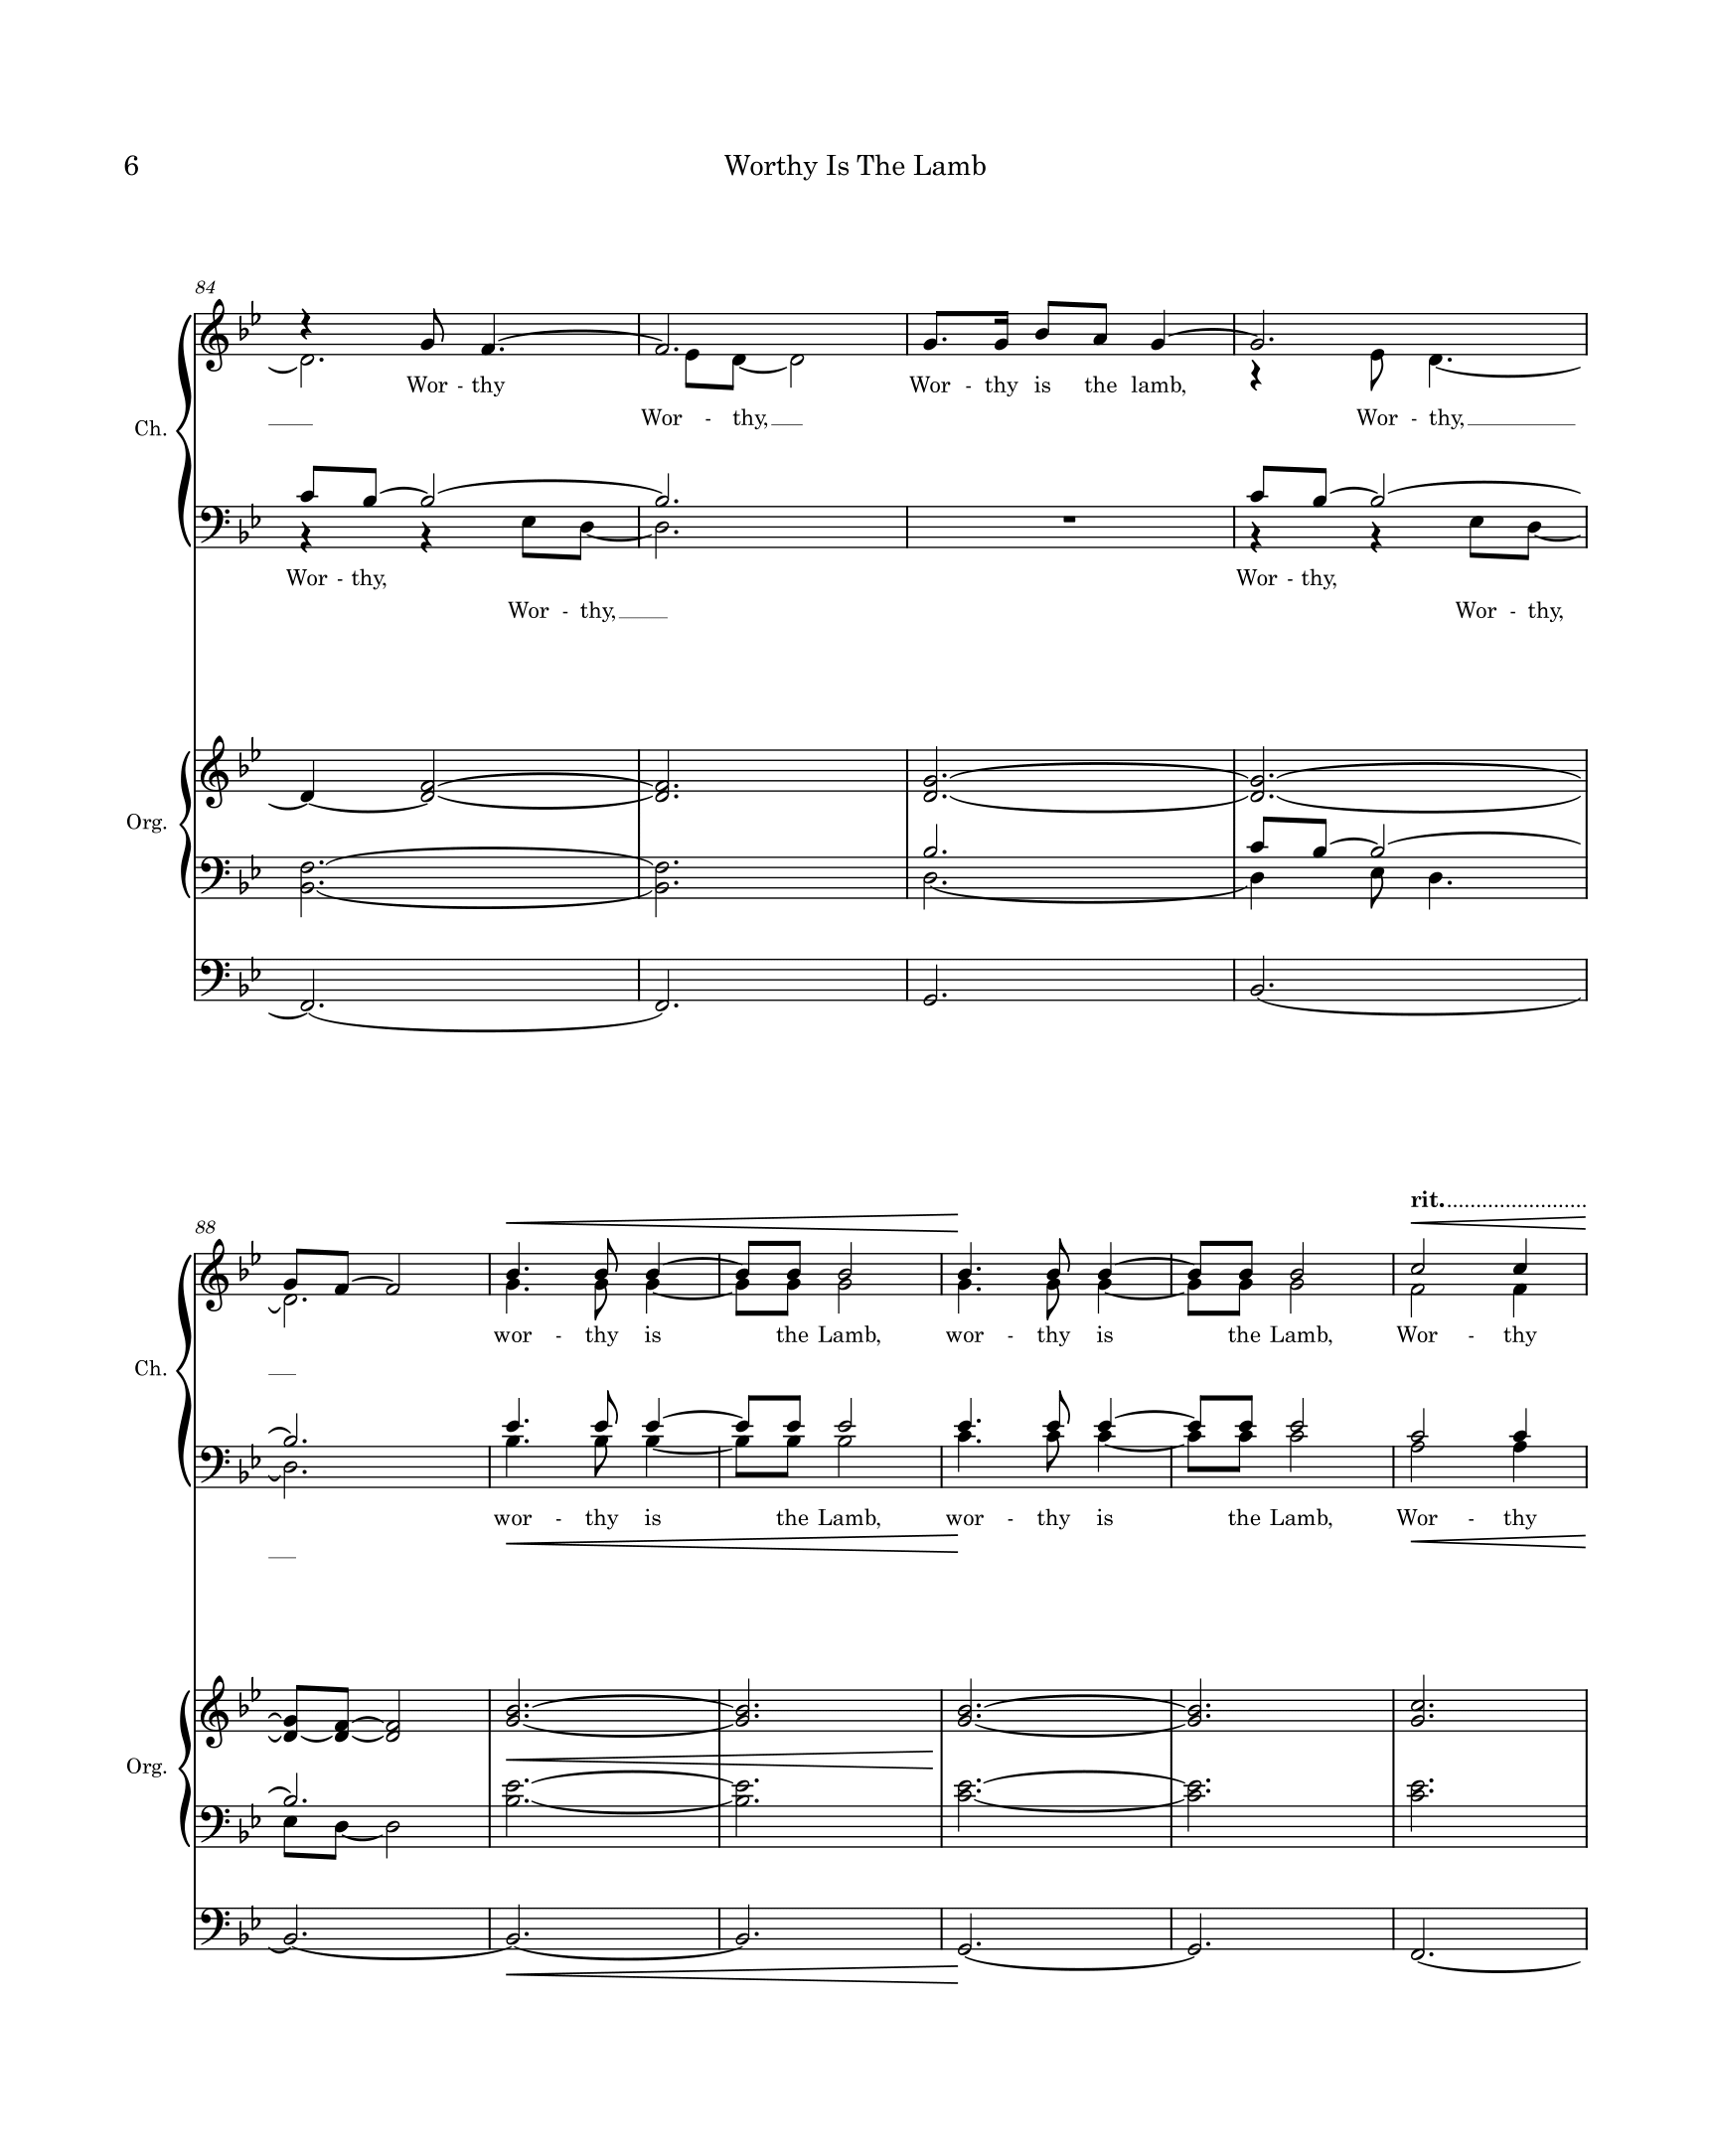 6 Worthy Is The Lamb
84
Wor - thy Wor - thy is the lamb,
Ch. Wor - thy, Wor - thy,
Wor - thy, Wor - thy,
Wor - thy, Wor - thy,
Org.
rit.
88
wor - thy is the Lamb, wor - thy is the Lamb, Wor - thy
Ch.
wor - thy is the Lamb, wor - thy is the Lamb, Wor - thy
Org.